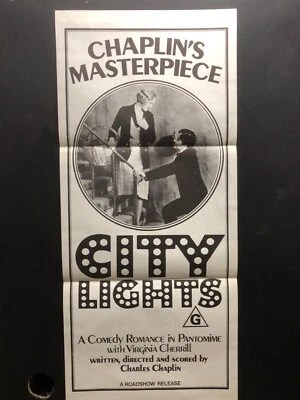 CHAPLIN'S
MASTERPIECE
CITY
LIGHTS
G
A Comedy Romance in Pantomime
with Virginia Cherrill
written, directed and scored by
Charles Chaplin
A ROADSHOW RELEASE